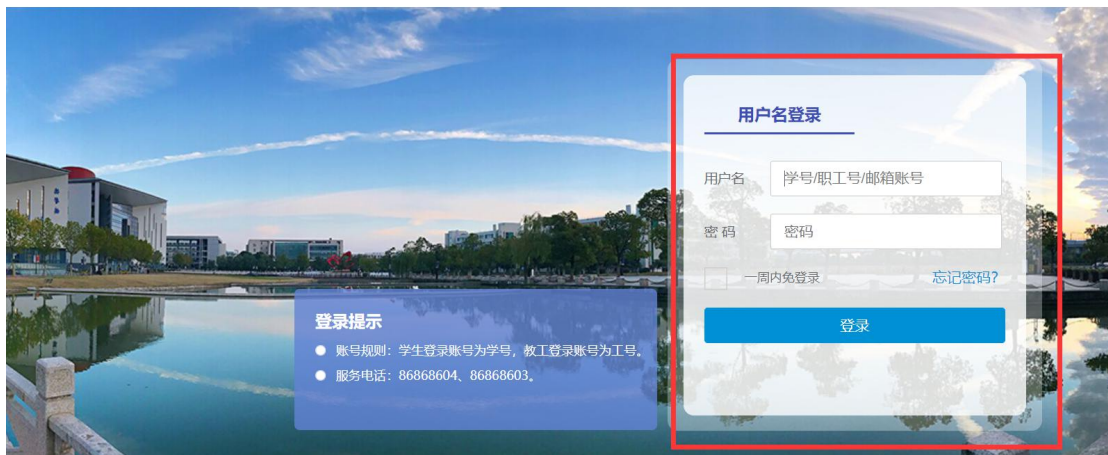 用户名登录
用户名
学号/职工号/邮箱账号
密 码
密码
一周内免登录
忘记密码?
登录
登录提示
账号规则：学生登录账号为学号，教工登录账号为工号。
服务电话：86868604、86868603。